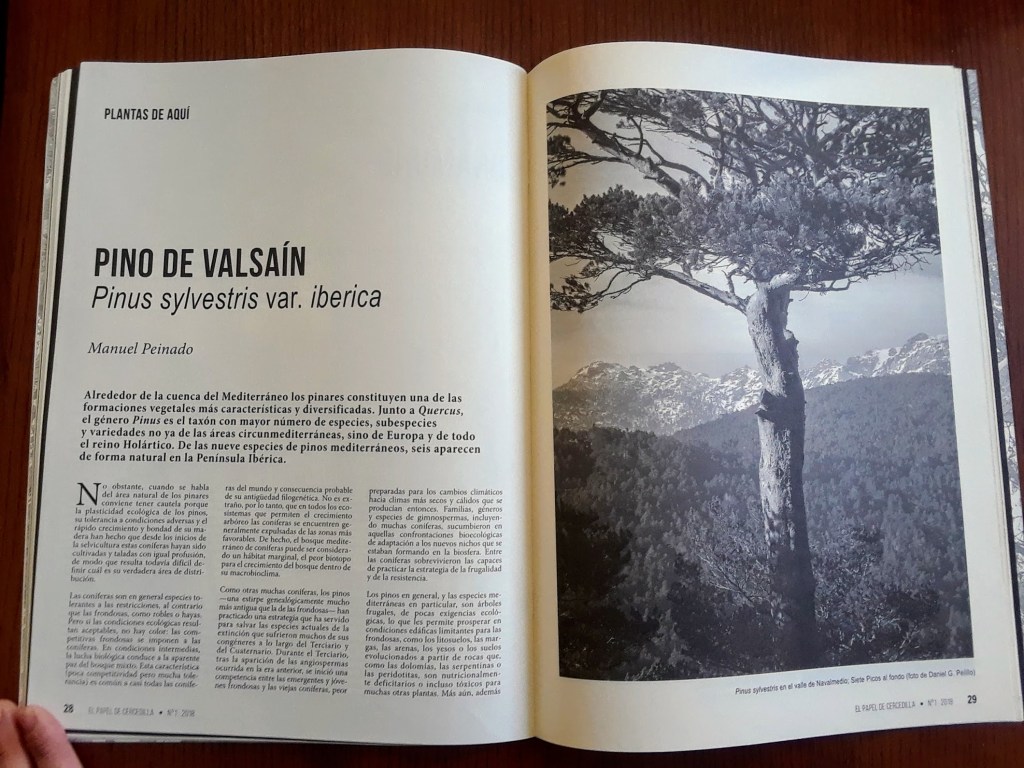 PLANTAS DE AQUÍ
PINO DE VALSAÍN
Pinus sylvestris var. iberica
Manuel Peinado
Alrededor de la cuenca del Mediterráneo los pinares constituyen una de las
formaciones vegetales más características y diversificadas. Junto a Quercus,
el género Pinus es el taxón con mayor número de especies, subespecies
y variedades no ya de las áreas circunmediterráneas, sino de Europa y de todo
el reino Holártico. De las nueve especies de pinos mediterráneos, seis aparecen
de forma natural en la Península Ibérica.
No obstante, cuando se habla
del área natural de los pinares
conviene tener cautela porque
la plasticidad ecológica de los pinos,
su tolerancia a condiciones adversas y el
rápido crecimiento y bondad de su ma-
dera han hecho que desde los inicios de
la selvicultura estas coníferas hayan sido
cultivadas y taladas con igual profusión,
de modo que resulta todavía difícil de-
finir cuál es su verdadera área de distri-
bución.
Las coníferas son en general especies to-
lerantes a las restricciones, al contrario
que las frondosas, como robles o hayas.
Pero si las condiciones ecológicas resul-
tan aceptables, no hay color: las com-
petitivas frondosas se imponen a las
coníferas. En condiciones intermedias,
la lucha biológica conduce a la aparente
paz del bosque mixto. Esta característica
(poca competitividad pero mucha tole-
rancia) es común a casi todas las conífe-
ras del mundo y consecuencia probable
de su antigüedad filogenética. No es ex-
traño, por lo tanto, que en todos los eco-
sistemas que permiten el crecimiento
arbóreo las coníferas se encuentren ge-
neralmente expulsadas de las zonas más
favorables. De hecho, el bosque medite-
rráneo de coníferas puede ser considera-
do un hábitat marginal, el peor biotopo
para el crecimiento del bosque dentro de
su macrobioclima.
Como otras muchas coníferas, los pinos
—una estirpe genealógicamente mucho
más antigua que la de las frondosas— han
practicado una estrategia que ha servido
para salvar las especies actuales de la
extinción que sufrieron muchos de sus
congéneres a lo largo del Terciario y
del Cuaternario. Durante el Terciario,
tras la aparición de las angiospermas
ocurrida en la era anterior, se inició una
competencia entre las emergentes y jóve-
nes frondosas y las viejas coníferas, peor
preparadas para los cambios climáticos
hacia climas más secos y cálidos que se
producían entonces. Familias, géneros
y especies de gimnospermas, incluyen-
do muchas coníferas, sucumbieron en
aquellas confrontaciones bioecológicas
de adaptación a los nuevos nichos que se
estaban formando en la biosfera. Entre
las coníferas sobrevivieron las capaces
de practicar la estrategia de la frugalidad
y de la resistencia.
Los pinos en general, y las especies me-
diterráneas en particular, son árboles
frugales, de pocas exigencias ecoló-
gicas, lo que les permite prosperar en
condiciones edáficas limitantes para las
frondosas, como los litosuelos, las mar-
gas, las arenas, los yesos o los suelos
evolucionados a partir de rocas que,
como las dolomías, las serpentinas o
las peridotitas, son nutricionalmen-
te deficitarios o incluso tóxicos para
muchas otras plantas. Más aún, además
28 EL PAPEL DE CERCEDILLA • Nº1· 2018
Pinus sylvestris en el valle de Navalmedio; Siete Picos al fondo (foto de Daniel G. Pelillo)
EL PAPEL DE CERCEDILLA • Nº1· 2018 29